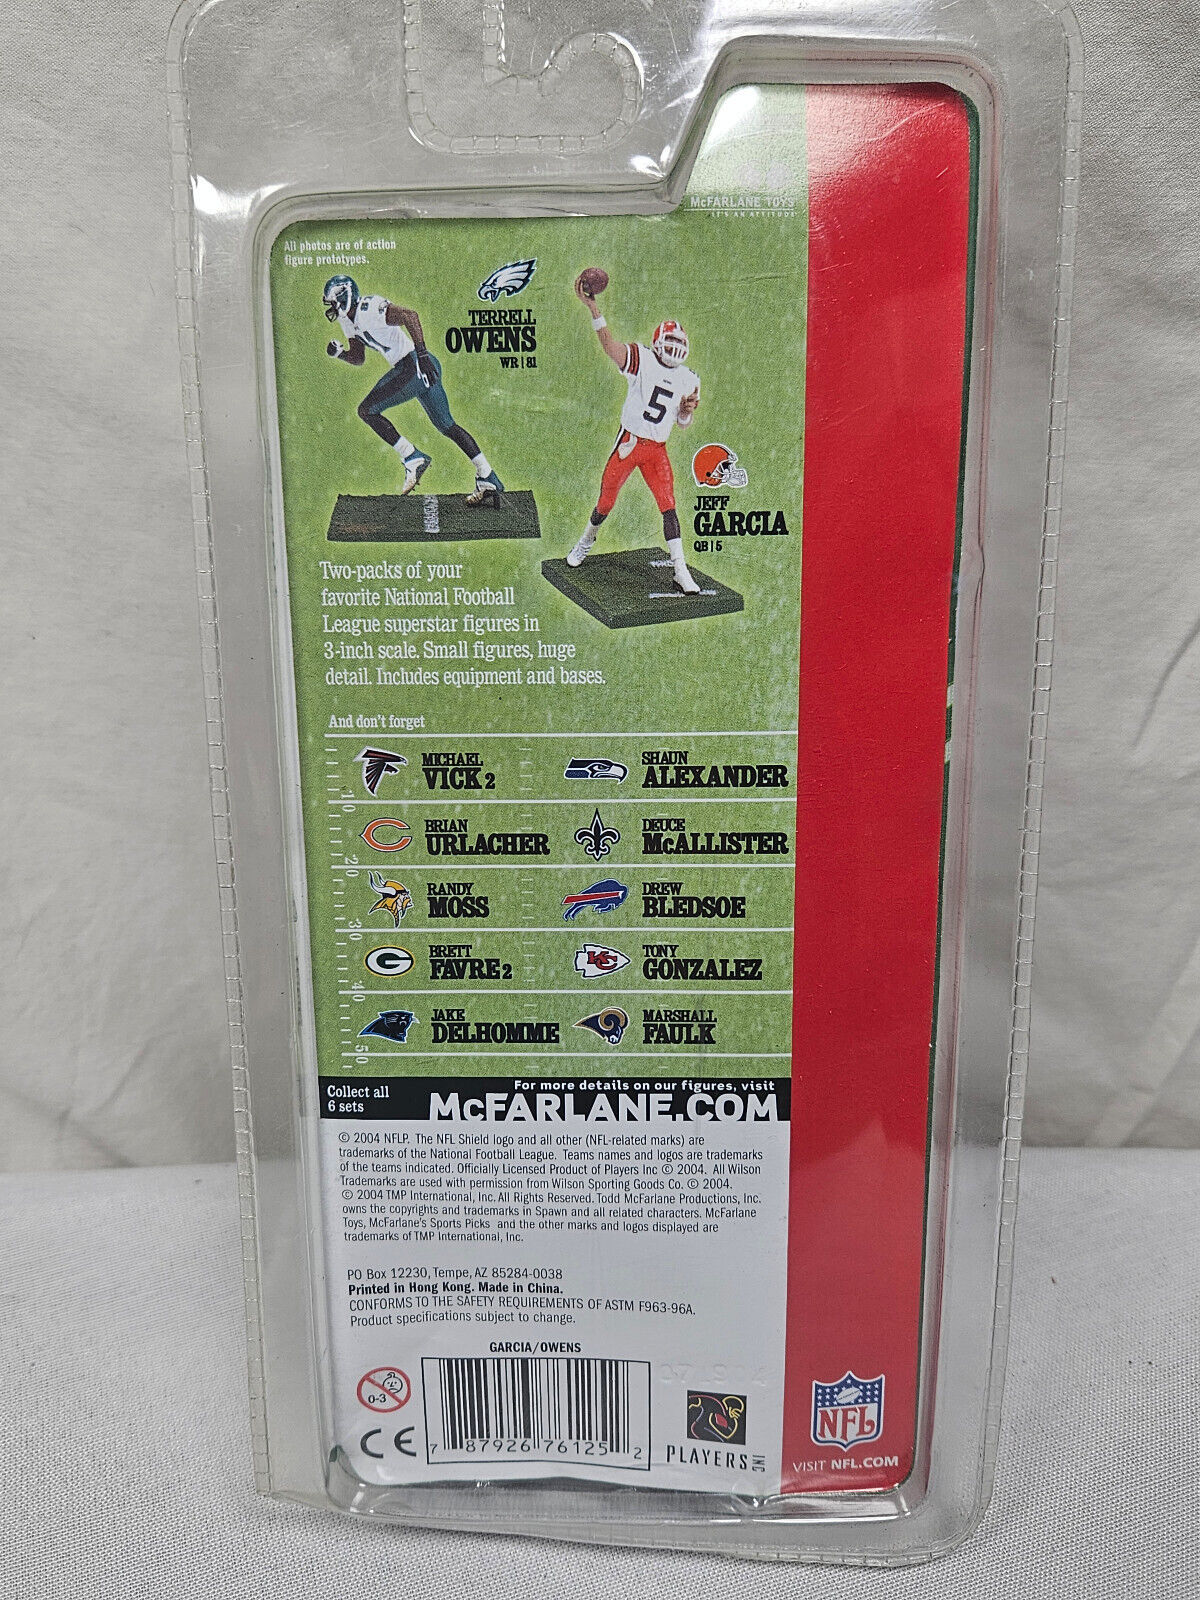 McFARLANE TOYS
IT'S AN ATTITUDE
All photos are of action
figure prototypes.
TERRELL
OWENS
WR | 81
5
JEFF
GARCIA
QB | 5
Two-packs of your
favorite National Football
League superstar figures in
3-inch scale. Small figures, huge
detail. Includes equipment and bases.
And don't forget
MICHAEL
VICK 2
SHAUN
ALEXANDER
10
BRIAN
URLACHER
DEUCE
McALLISTER
20
RANDY
MOSS
DREW
BLEDSOE
30
G
BRETT
FAVRE 2
KC
TONY
GONZALEZ
40
JAKE
DELHOMME
MARSHALL
FAULK
50
Collect all
6 sets
For more details on our figures, visit
McFARLANE.COM
© 2004 NFLP. The NFL Shield logo and all other (NFL-related marks) are
trademarks of the National Football League. Teams names and logos are trademarks
of the teams indicated. Officially Licensed Product of Players Inc © 2004. All Wilson
Trademarks are used with permission from Wilson Sporting Goods Co. © 2004.
© 2004 TMP International, Inc. All Rights Reserved. Todd McFarlane Productions, Inc.
owns the copyrights and trademarks in Spawn and all related characters. McFarlane
Toys, McFarlane's Sports Picks and the other marks and logos displayed are
trademarks of TMP International, Inc.
PO Box 12230, Tempe, AZ 85284-0038
Printed in Hong Kong. Made in China.
CONFORMS TO THE SAFETY REQUIREMENTS OF ASTM F963-96A.
Product specifications subject to change.
GARCIA/OWENS
0-3
CE
7 87926 76125 2
PLAYERS INC
NFL
VISIT NFL.COM